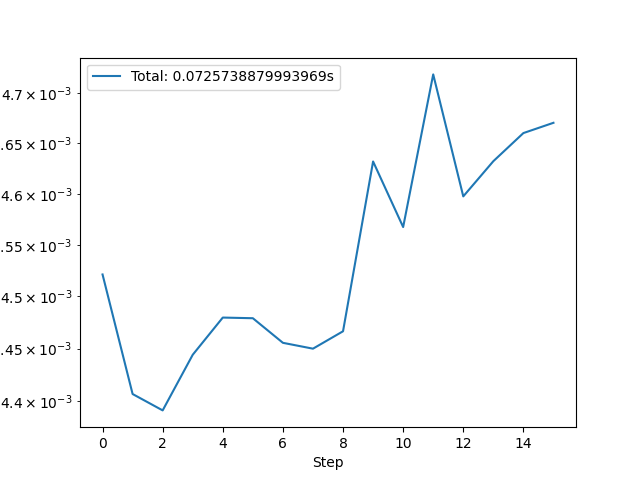 Total: 0.0725738879993969s
4.7 × 10⁻³
.65 × 10⁻³
4.6 × 10⁻³
.55 × 10⁻³
4.5 × 10⁻³
.45 × 10⁻³
4.4 × 10⁻³
0 2 4 6 8 10 12 14
Step